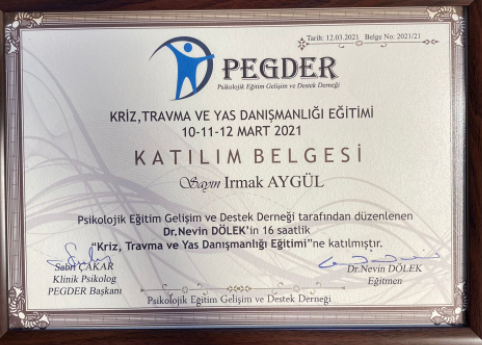 Tarih: 12.03.2021 Belge No: 2021/21
PEGDER
Psikolojik Eğitim Gelişim ve Destek Derneği
KRİZ,TRAVMA VE YAS DANIŞMANLIĞI EĞİTİMİ
10-11-12 MART 2021
KATILIM BELGESİ
Sayın Irmak AYGÜL
Psikolojik Eğitim Gelişim ve Destek Derneği tarafından düzenlenen
Dr.Nevin DÖLEK'in 16 saatlik
"Kriz, Travma ve Yas Danışmanlığı Eğitimi"ne katılmıştır.
Sabri ÇAKAR
Klinik Psikolog
PEGDER Başkanı
Dr.Nevin DÖLEK
Eğitmen
Psikolojik Eğitim Gelişim ve Destek Derneği